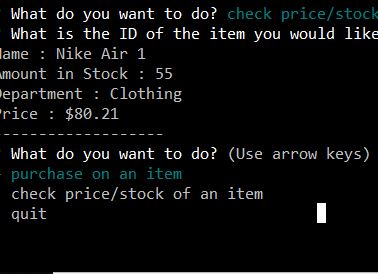 What do you want to do? check price/stock
What is the ID of the item you would like
Name : Nike Air 1
Amount in Stock : 55
Department : Clothing
Price : $80.21
-------------------
What do you want to do? (Use arrow keys)
purchase on an item
check price/stock of an item
quit